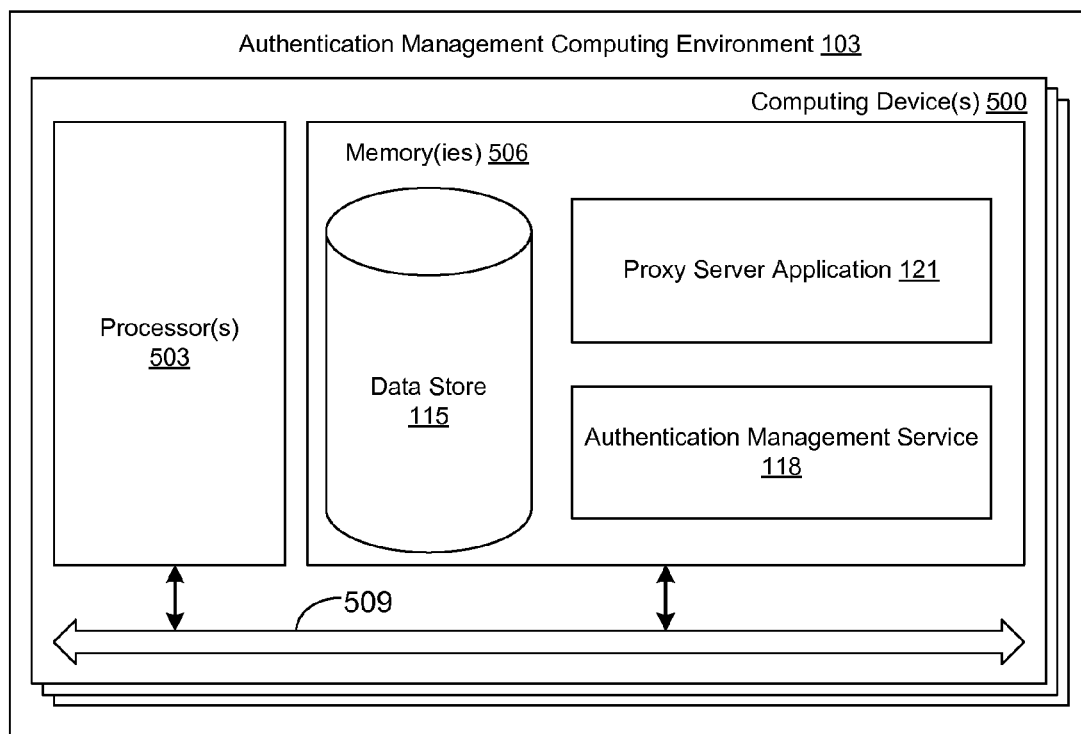 Authentication Management Computing Environment 103
Computing Device(s) 500
Memory(ies) 506
Proxy Server Application 121
Processor(s)
503
Data Store
115
Authentication Management Service
118
509